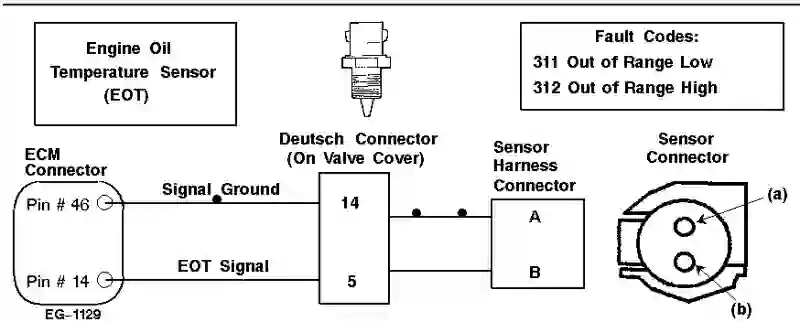 Engine Oil
Temperature Sensor
(EOT)
Fault Codes:
311 Out of Range Low
312 Out of Range High
Deutsch Connector
(On Valve Cover)
ECM
Connector
Sensor
Harness
Connector
Sensor
Connector
Pin # 46
Signal Ground
14
A
(a)
Pin # 14
EOT Signal
5
B
(b)
EG-1129